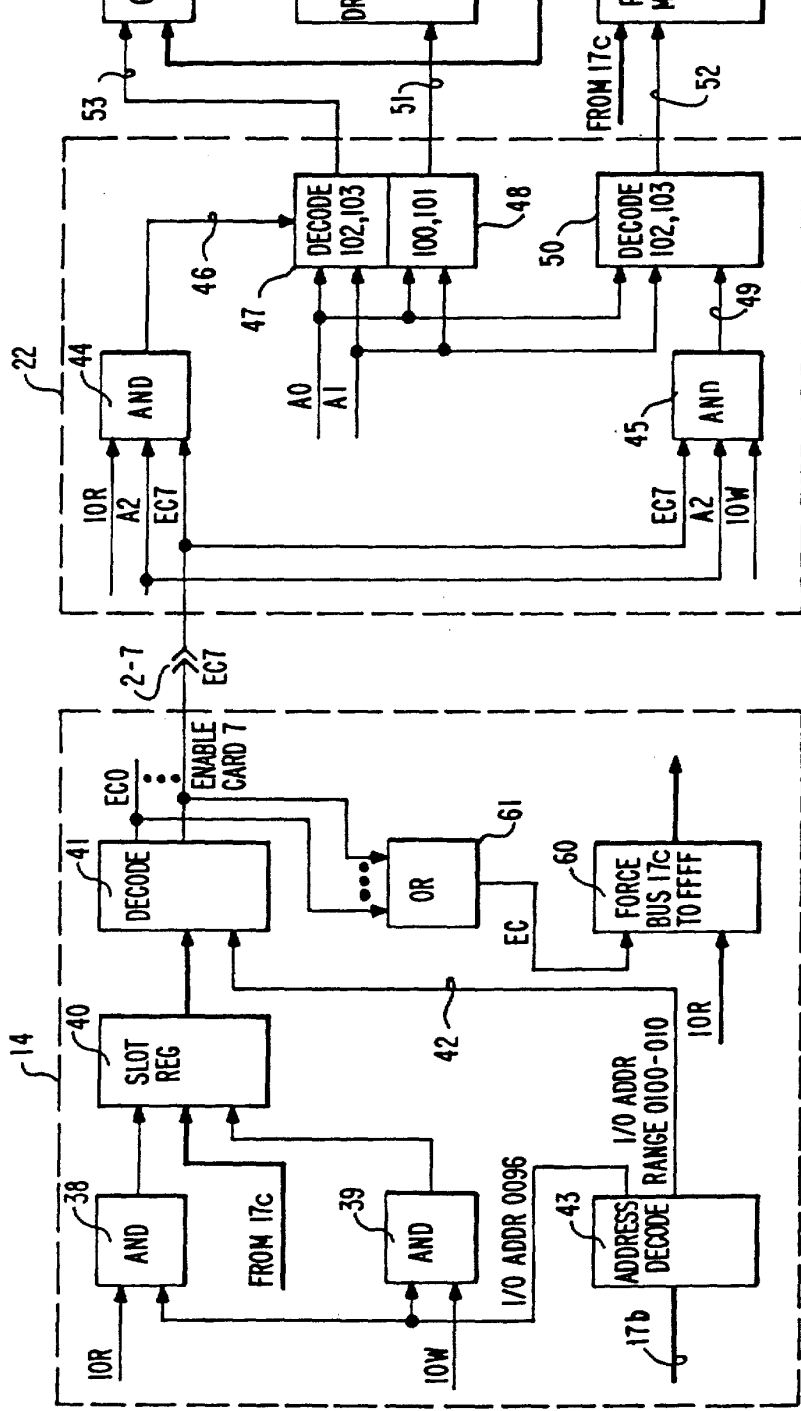 14
IOR
38
AND
FROM 17c
40
SLOT
REG
41
DECODE
EC0
ENABLE
CARD 7
2-7
EC7
39
AND
IOW
I/O ADDR 0096
42
OR
61
EC
17b
43
ADDRESS
DECODE
I/O ADDR
RANGE 0100-010
IOR
60
FORCE
BUS 17c
TO FFFF
22
IOR
A2
EC7
44
AND
46
A0
A1
47
DECODE
102,103
100,101
48
EC7
A2
IOW
45
AND
49
50
DECODE
102,103
53
51
DR
FROM 17c
52
M